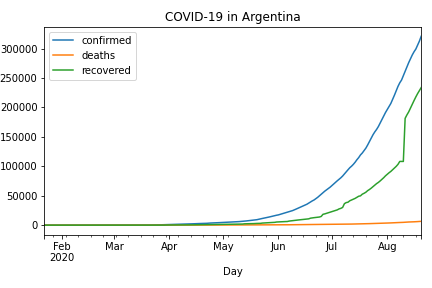 COVID-19 in Argentina
confirmed
deaths
recovered
300000
250000
200000
150000
100000
50000
0
Feb Mar Apr May Jun Jul Aug
2020
Day